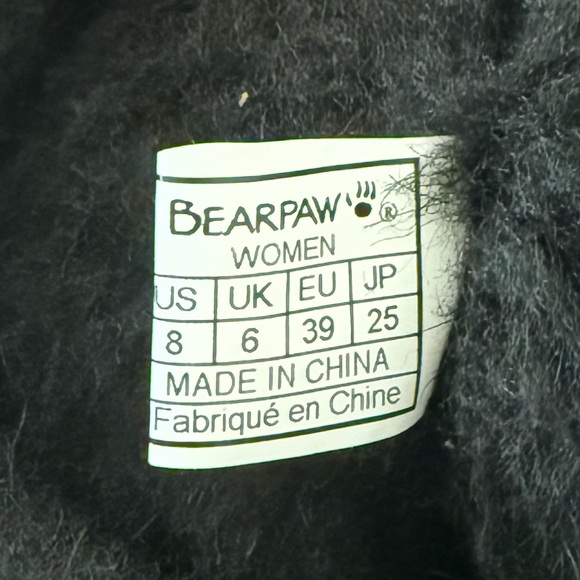 BEARPAW ®
WOMEN
US UK EU JP
8 6 39 25
MADE IN CHINA
Fabriqué en Chine